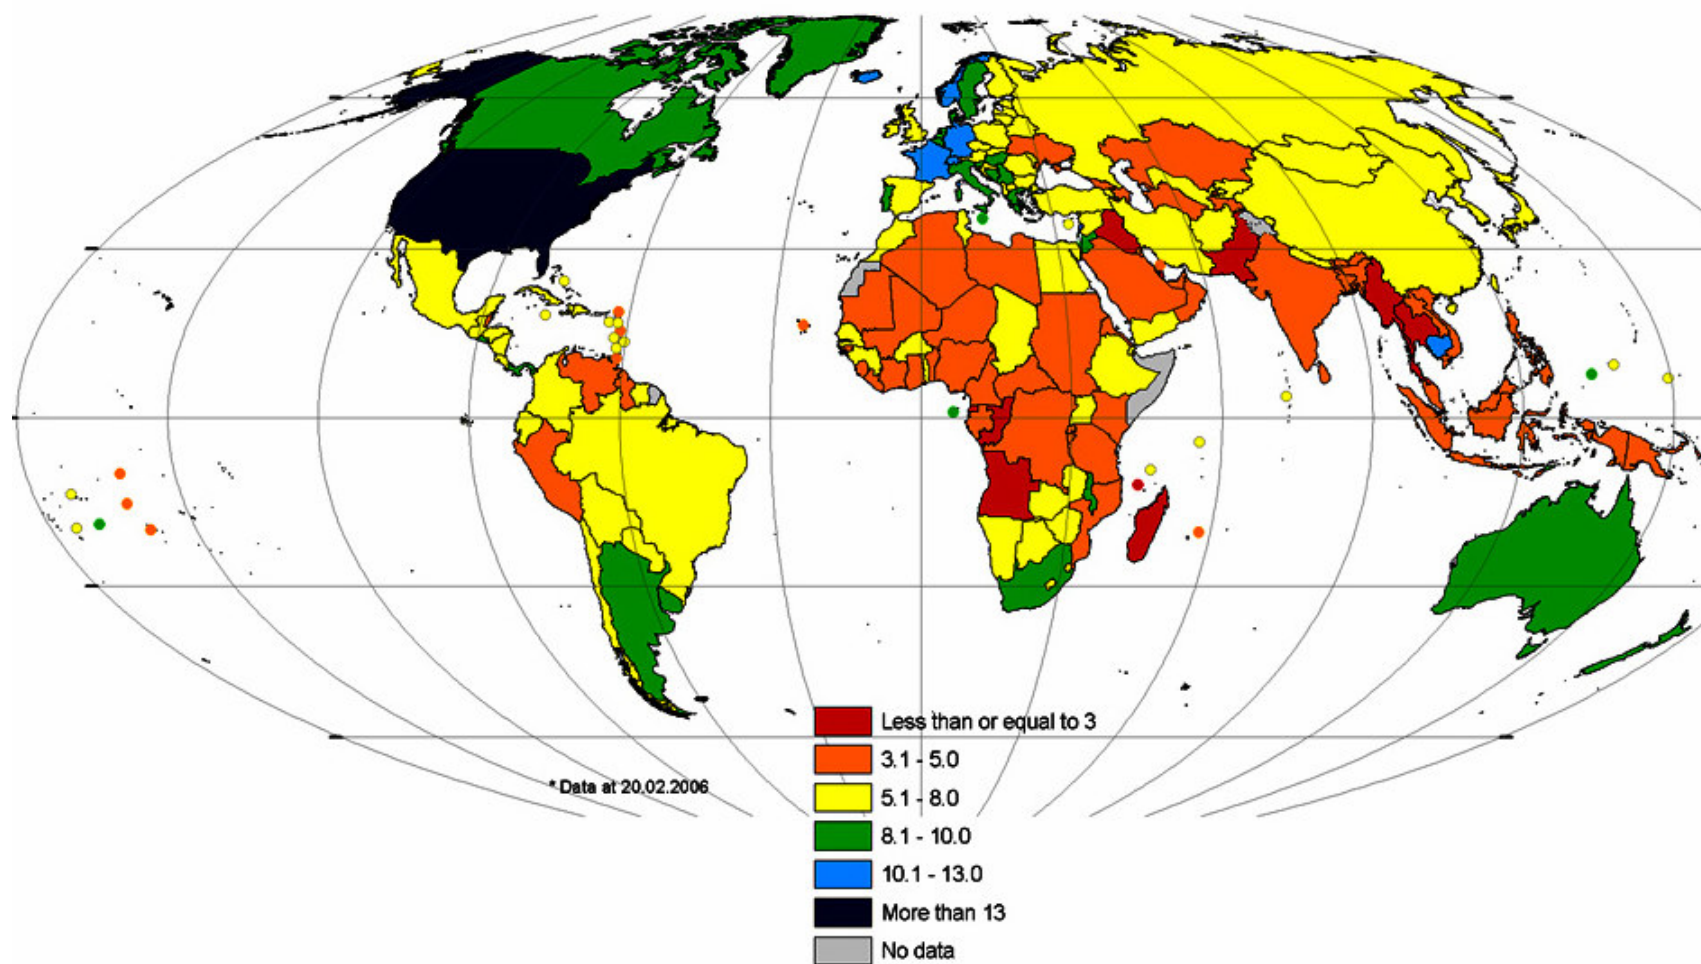 Less than or equal to 3
3.1 - 5.0
* Data at 20.02.2006
5.1 - 8.0
8.1 - 10.0
10.1 - 13.0
More than 13
No data